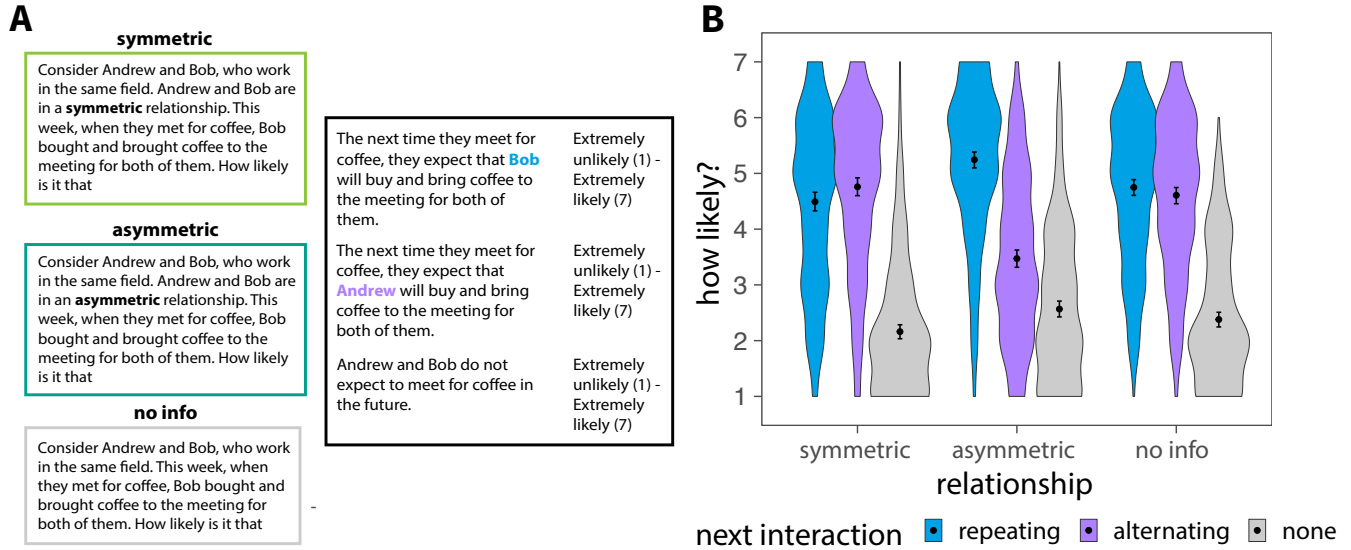 A
symmetric
Consider Andrew and Bob, who work
in the same field. Andrew and Bob are
in a symmetric relationship. This
week, when they met for coffee, Bob
bought and brought coffee to the
meeting for both of them. How likely
is it that
asymmetric
Consider Andrew and Bob, who work
in the same field. Andrew and Bob are
in an asymmetric relationship. This
week, when they met for coffee, Bob
bought and brought coffee to the
meeting for both of them. How likely
is it that
no info
Consider Andrew and Bob, who work
in the same field. This week, when
they met for coffee, Bob bought and
brought coffee to the meeting for
both of them. How likely is it that
-
The next time they meet for
coffee, they expect that Bob
will buy and bring coffee to
the meeting for both of
them.
Extremely
unlikely (1) -
Extremely
likely (7)
The next time they meet for
coffee, they expect that
Andrew will buy and bring
coffee to the meeting for
both of them.
Extremely
unlikely (1) -
Extremely
likely (7)
Andrew and Bob do not
expect to meet for coffee in
the future.
Extremely
unlikely (1) -
Extremely
likely (7)
B
how likely?
7
6
5
4
3
2
1
symmetric asymmetric no info
relationship
next interaction repeating alternating none